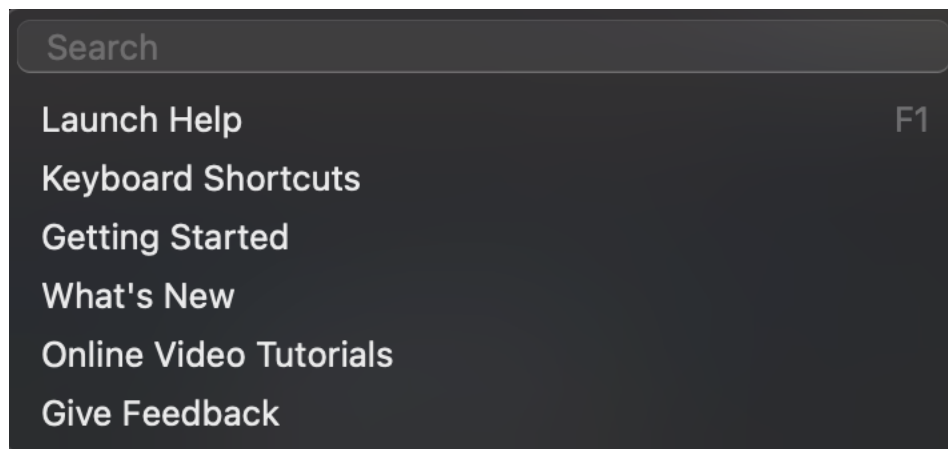 Search
Launch Help F1
Keyboard Shortcuts
Getting Started
What's New
Online Video Tutorials
Give Feedback